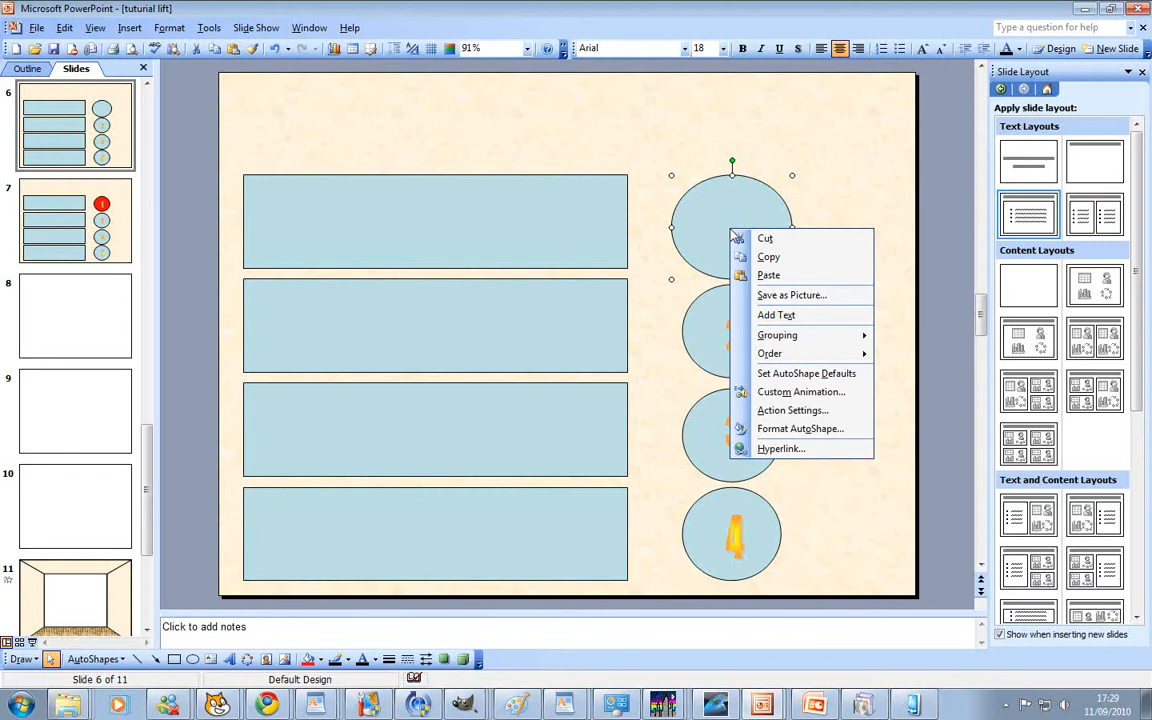 Microsoft PowerPoint - [tuturial lift]
File Edit View Insert Format Tools Slide Show Window Help
Type a question for help
91%
Arial
18
B I U S
Design
New Slide
Outline
Slides
Slide Layout
Apply slide layout:
Text Layouts
Content Layouts
Text and Content Layouts
Show when inserting new slides
6
7
1
8
9
10
11
Cut
Copy
Paste
Save as Picture...
Add Text
Grouping
Order
Set AutoShape Defaults
Custom Animation...
Action Settings...
Format AutoShape...
Hyperlink...
4
Click to add notes
Draw
AutoShapes
Slide 6 of 11
Default Design
17:29
11/09/2010